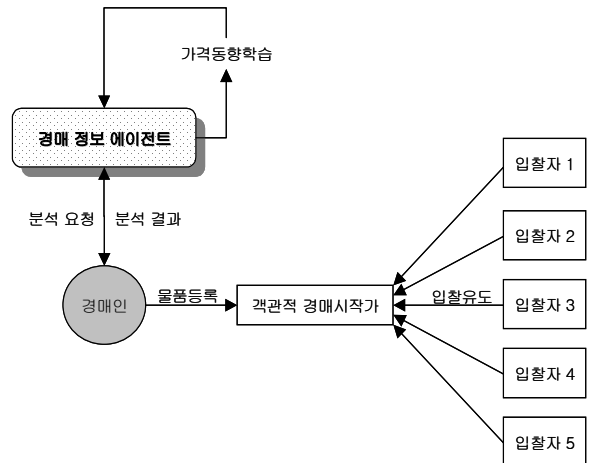 가격동향학습
경매 정보 에이전트
분석 요청 분석 결과
경매인
물품등록
객관적 경매시작가
입찰유도
입찰자 1
입찰자 2
입찰자 3
입찰자 4
입찰자 5